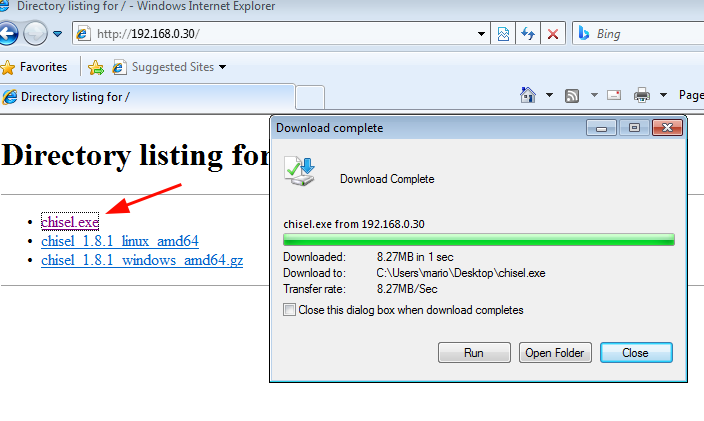 Directory listing for / - Windows Internet Explorer
http://192.168.0.30/
Bing
Favorites
Suggested Sites
Directory listing for /
Page
Directory listing for
chisel.exe
chisel_1.8.1_linux_amd64
chisel_1.8.1_windows_amd64.gz
Download complete
Download Complete
chisel.exe from 192.168.0.30
Downloaded: 8.27MB in 1 sec
Download to: C:\Users\mario\Desktop\chisel.exe
Transfer rate: 8.27MB/Sec
Close this dialog box when download completes
Run Open Folder Close